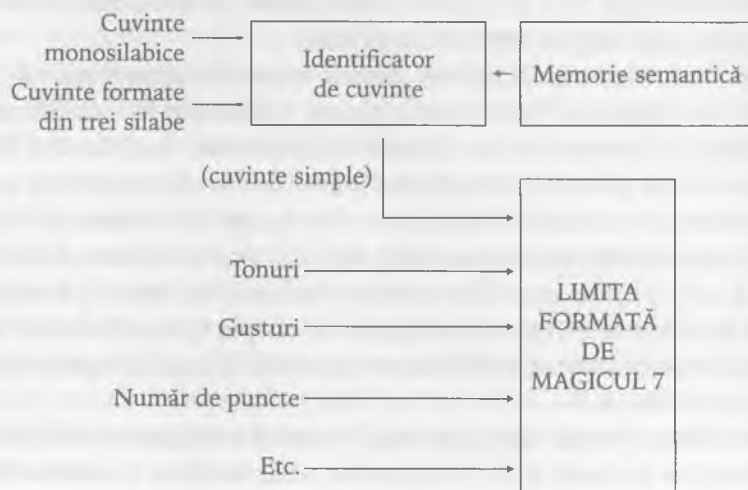 Cuvinte
monosilabice
Cuvinte formate
din trei silabe
Identificator
de cuvinte
Memorie semantică
(cuvinte simple)
Tonuri
Gusturi
Număr de puncte
Etc.
LIMITA
FORMATĂ
DE
MAGICUL 7